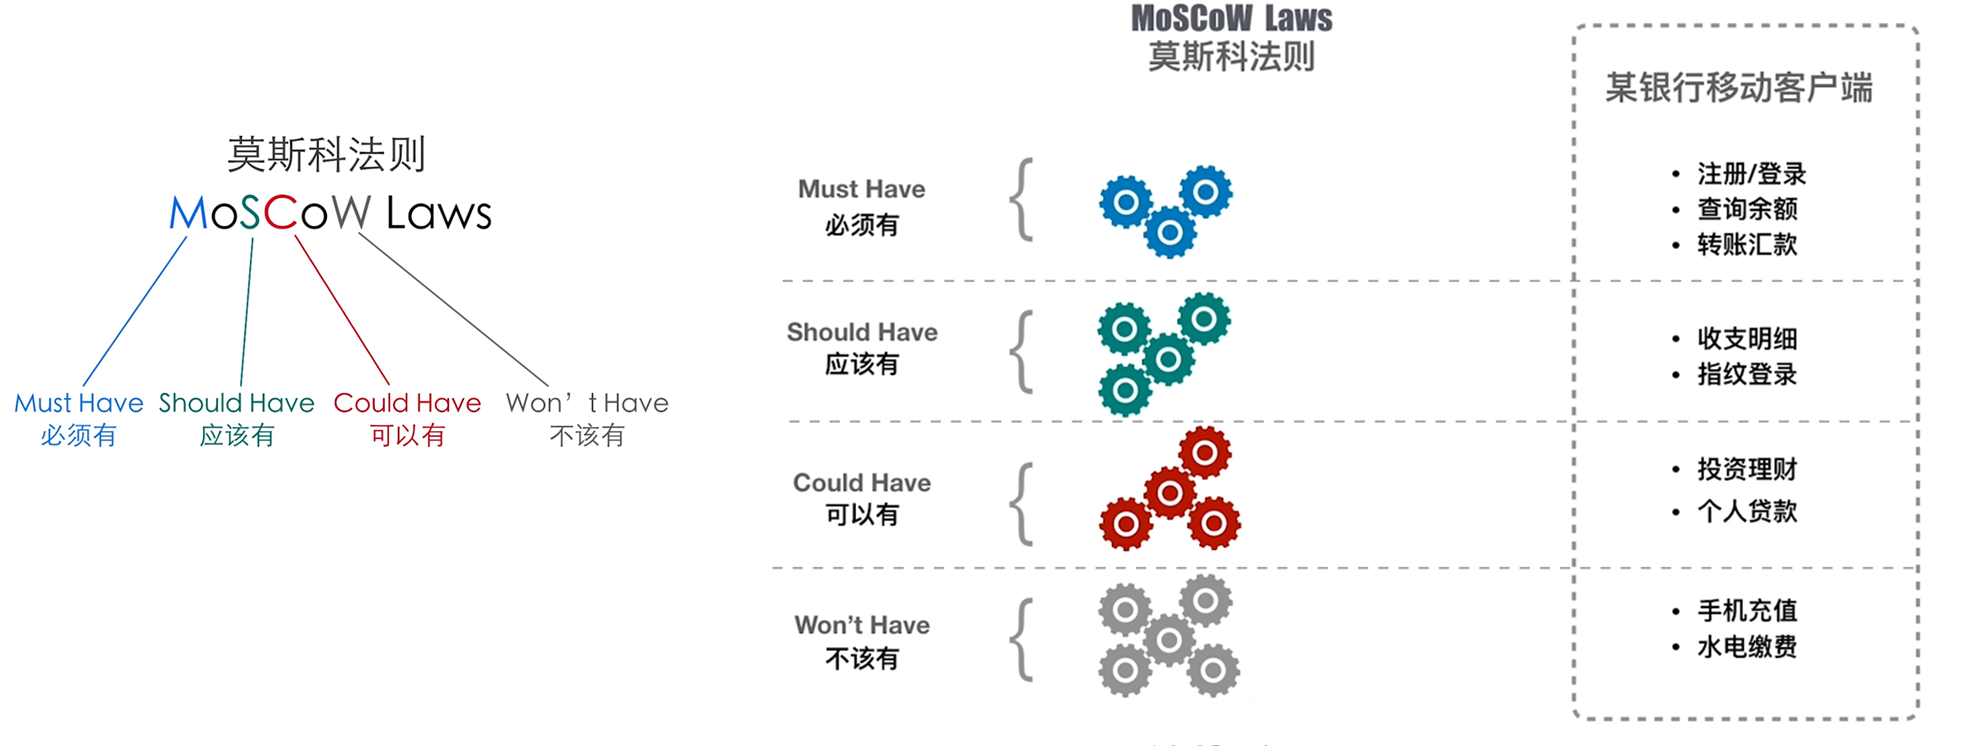 莫斯科法则
MoSCoW Laws
Must Have
必须有
Should Have
应该有
Could Have
可以有
Won’t Have
不该有
MoSCoW Laws
莫斯科法则
某银行移动客户端
Must Have
必须有
• 注册/登录
• 查询余额
• 转账汇款
Should Have
应该有
• 收支明细
• 指纹登录
Could Have
可以有
• 投资理财
• 个人贷款
Won’t Have
不该有
• 手机充值
• 水电缴费